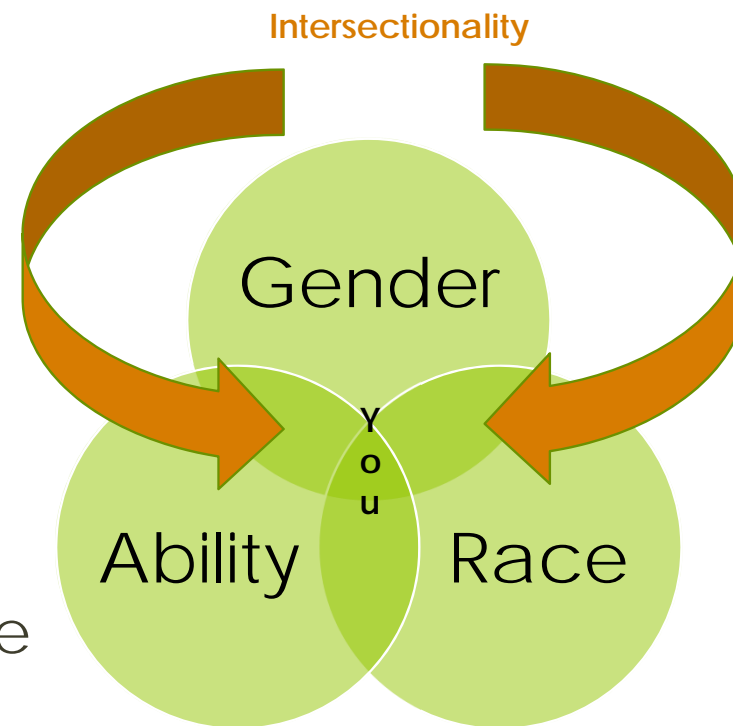 Intersectionality
Gender
Y
o
u
Ability
Race
e